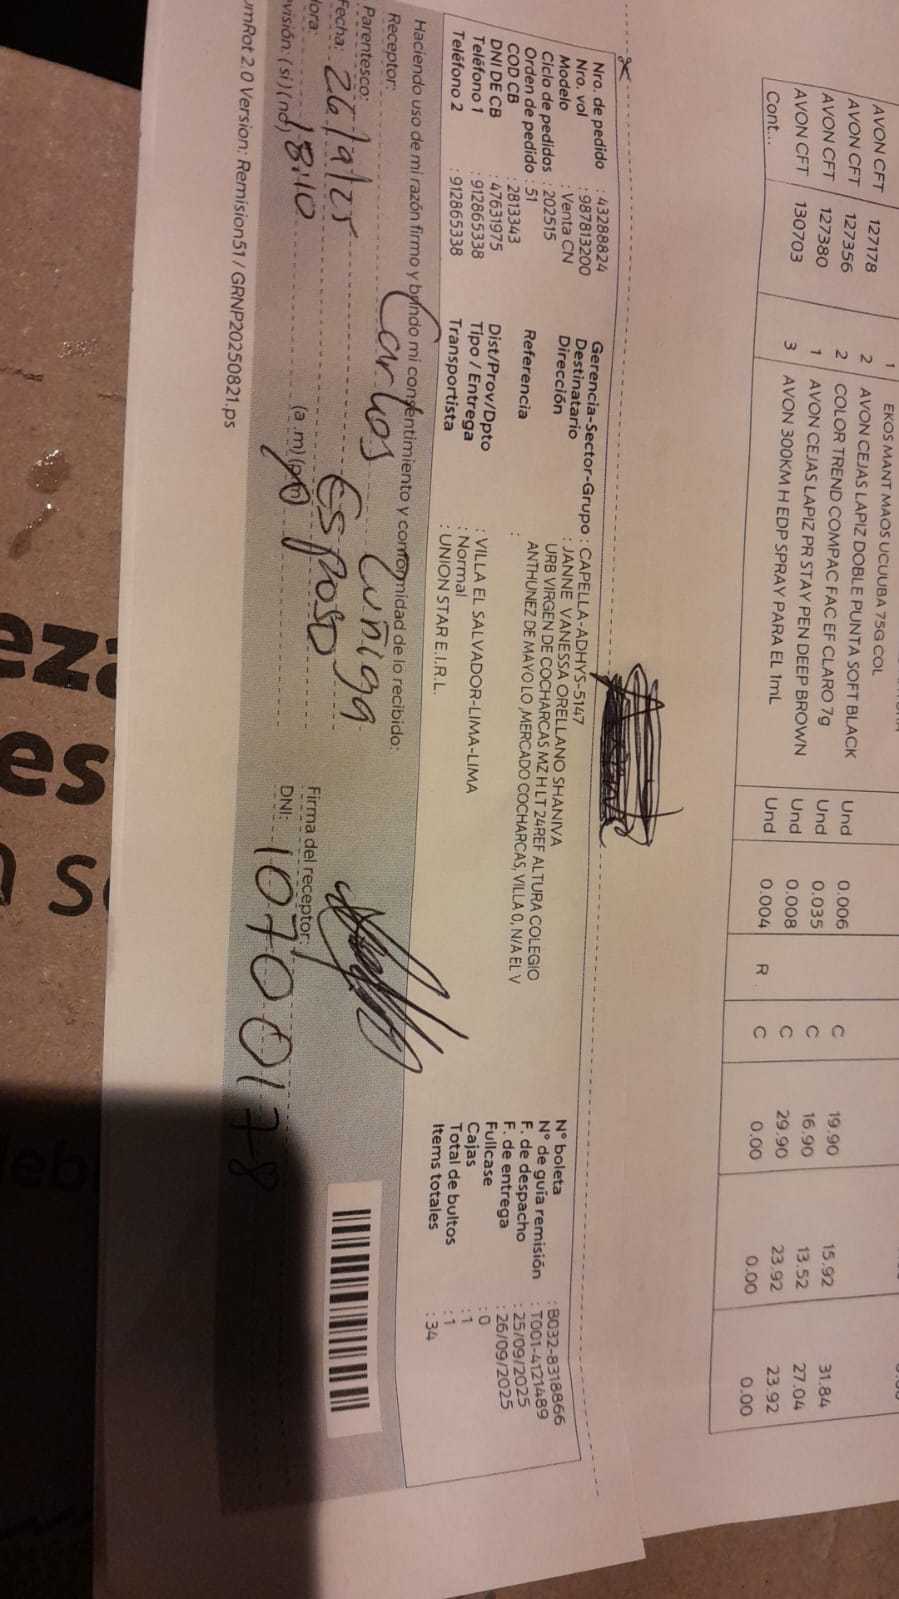 AVON CFT 127178 1 EKOS MANT MAOS UCUUBA 75G COL
AVON CFT 127356 2 AVON CEJAS LAPIZ DOBLE PUNTA SOFT BLACK Und 0.006 C 19.90 15.92 31.84
AVON CFT 127380 2 COLOR TREND COMPAC FAC EF CLARO 7g Und 0.035 C 16.90 13.52 27.04
AVON CFT 130703 1 AVON CEJAS LAPIZ PR STAY PEN DEEP BROWN Und 0.008 C 29.90 23.92 23.92
Cont... 3 AVON 300KM H EDP SPRAY PARA EL 1mL Und 0.004 R C 0.00 0.00 0.00
Nro. de pedido : 43288824
Nro. vol : 987813200
Modelo : Venta CN
Ciclo de pedidos : 202515
Orden de pedido : 51
COD CB : 2813343
DNI DE CB : 47631975
Teléfono 1 : 912865338
Teléfono 2 : 912865338
Gerencia-Sector-Grupo : CAPELLA-ADHYS-5147
Destinatario : JANNE VANESSA ORELLANO SHANIVA
Dirección : URB VIRGEN DE COCHARCAS MZ H LT 24REF ALTURA COLEGIO
ANTHUNEZ DE MAYO LO ,MERCADO COCHARCAS, VILLA 0, N/A EL V
Referencia :
Dist/Prov/Dpto : VILLA EL SALVADOR-LIMA-LIMA
Tipo / Entrega : Normal
Transportista : UNION STAR E.I.R.L.
N° boleta : B032-8318866
N° de guía remisión : T001-4121489
F. de despacho : 25/09/2025
F. de entrega : 26/09/2025
Fullcase : 0
Cajas : 1
Total de bultos : 1
Items totales : 34
Haciendo uso de mi razón firmo y brindo mi consentimiento y conformidad de lo recibido:
Receptor: Carlos Zuñiga
Parentesco: Esposo
Firma del receptor:
Fecha: 26/9/25
DNI: 10700178
Hora: 18:10 (a.m) (p.m)
visión: (si) (no)
umRot 2.0 Version: Remision51 / GRNP20250821.ps
eza
es
n s
deb